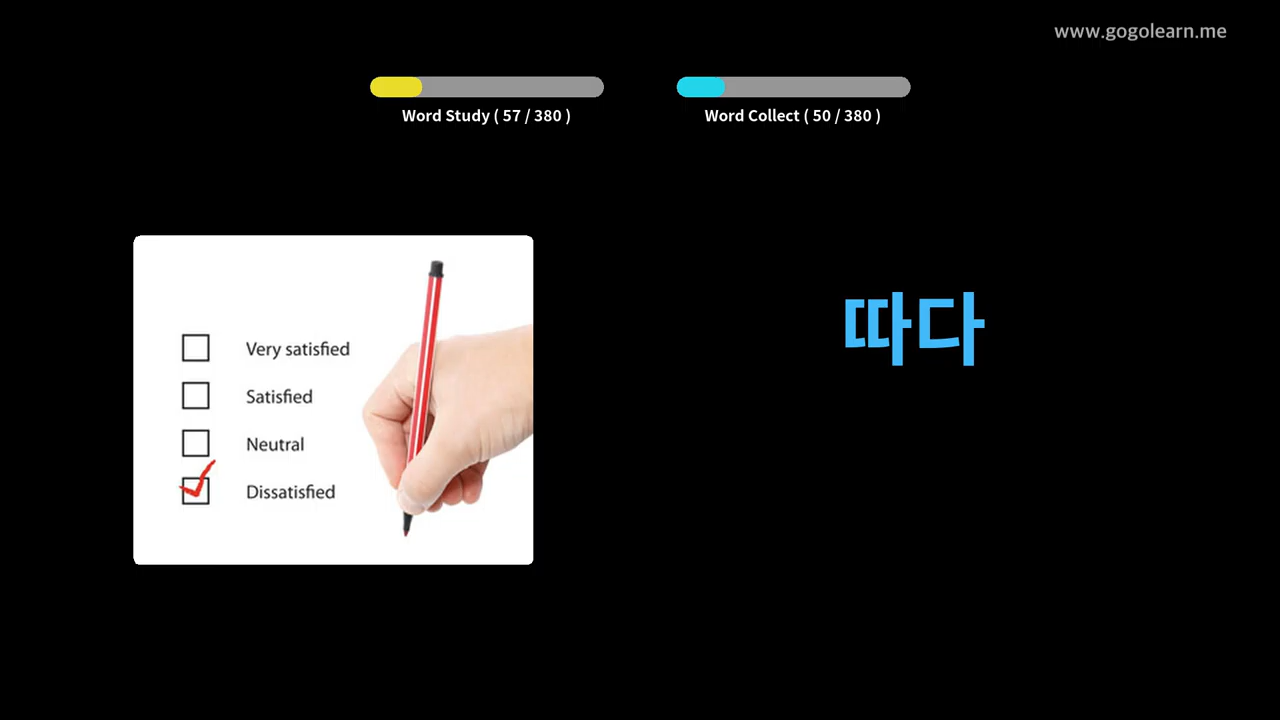 www.gogolearn.me
Word Study ( 57 / 380 )
Word Collect ( 50 / 380 )
Very satisfied
Satisfied
Neutral
Dissatisfied
따다